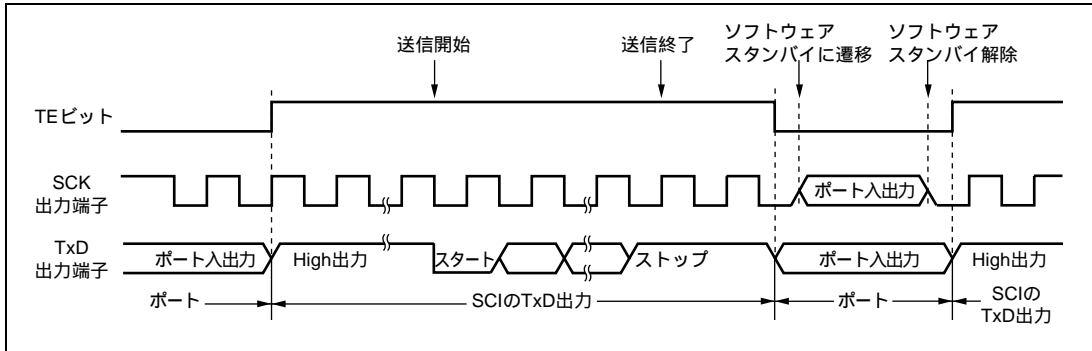 送信開始
送信終了
ソフトウェア
スタンバイに遷移
ソフトウェア
スタンバイ解除
TEビット
SCK
出力端子
ポート入出力
TxD
出力端子
ポート入出力
High出力
スタート
ストップ
ポート入出力
High出力
ポート
SCIのTxD出力
ポート
SCIの
TxD出力